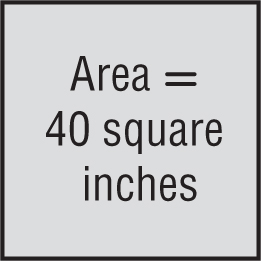 Area =
40 square
inches